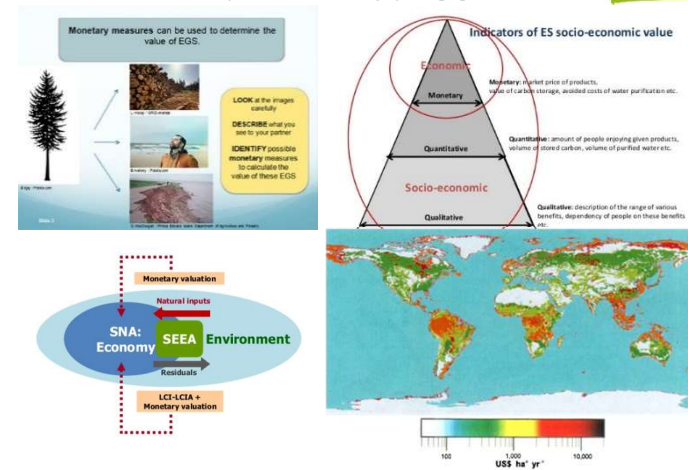 Monetary measures can be used to determine the
value of EGS.
LOOK at the images
carefully
DESCRIBE what you
see to your partner
IDENTIFY possible
monetary measures
to calculate the
value of these EGS
Slide 3
Indicators of ES socio-economic value
Economic
Monetary
Monetary: market price of products,
value of carbon storage, avoided costs of water purification etc.
Quantitative
Quantitative: amount of people enjoying given products,
volume of stored carbon, volume of purified water etc.
Socio-economic
Qualitative
Qualitative: description of the range of various
benefits, dependency of people on these benefits
etc.
Monetary valuation
Natural inputs
SNA:
Economy
SEEA
Environment
Residuals
LCI-LCIA +
Monetary valuation
100
1,000
10,000
US$ ha⁻¹ yr⁻¹